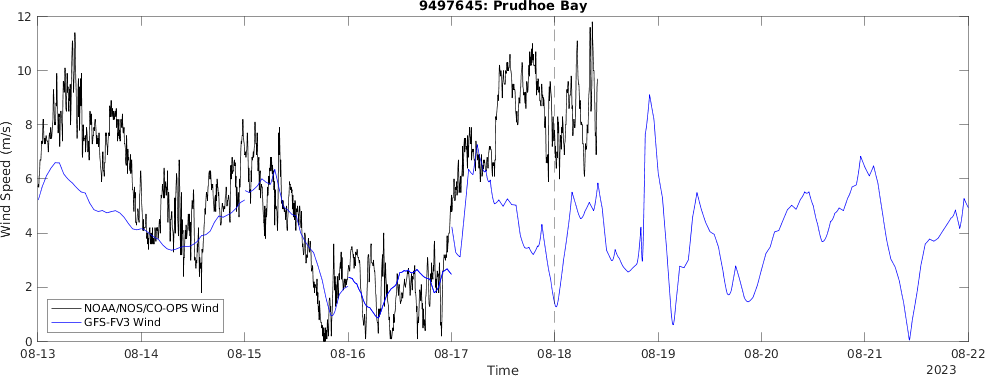 9497645: Prudhoe Bay
12
10
8
6
4
2
0
Wind Speed (m/s)
NOAA/NOS/CO-OPS Wind
GFS-FV3 Wind
08-13 08-14 08-15 08-16 08-17 08-18 08-19 08-20 08-21 08-22
Time
2023